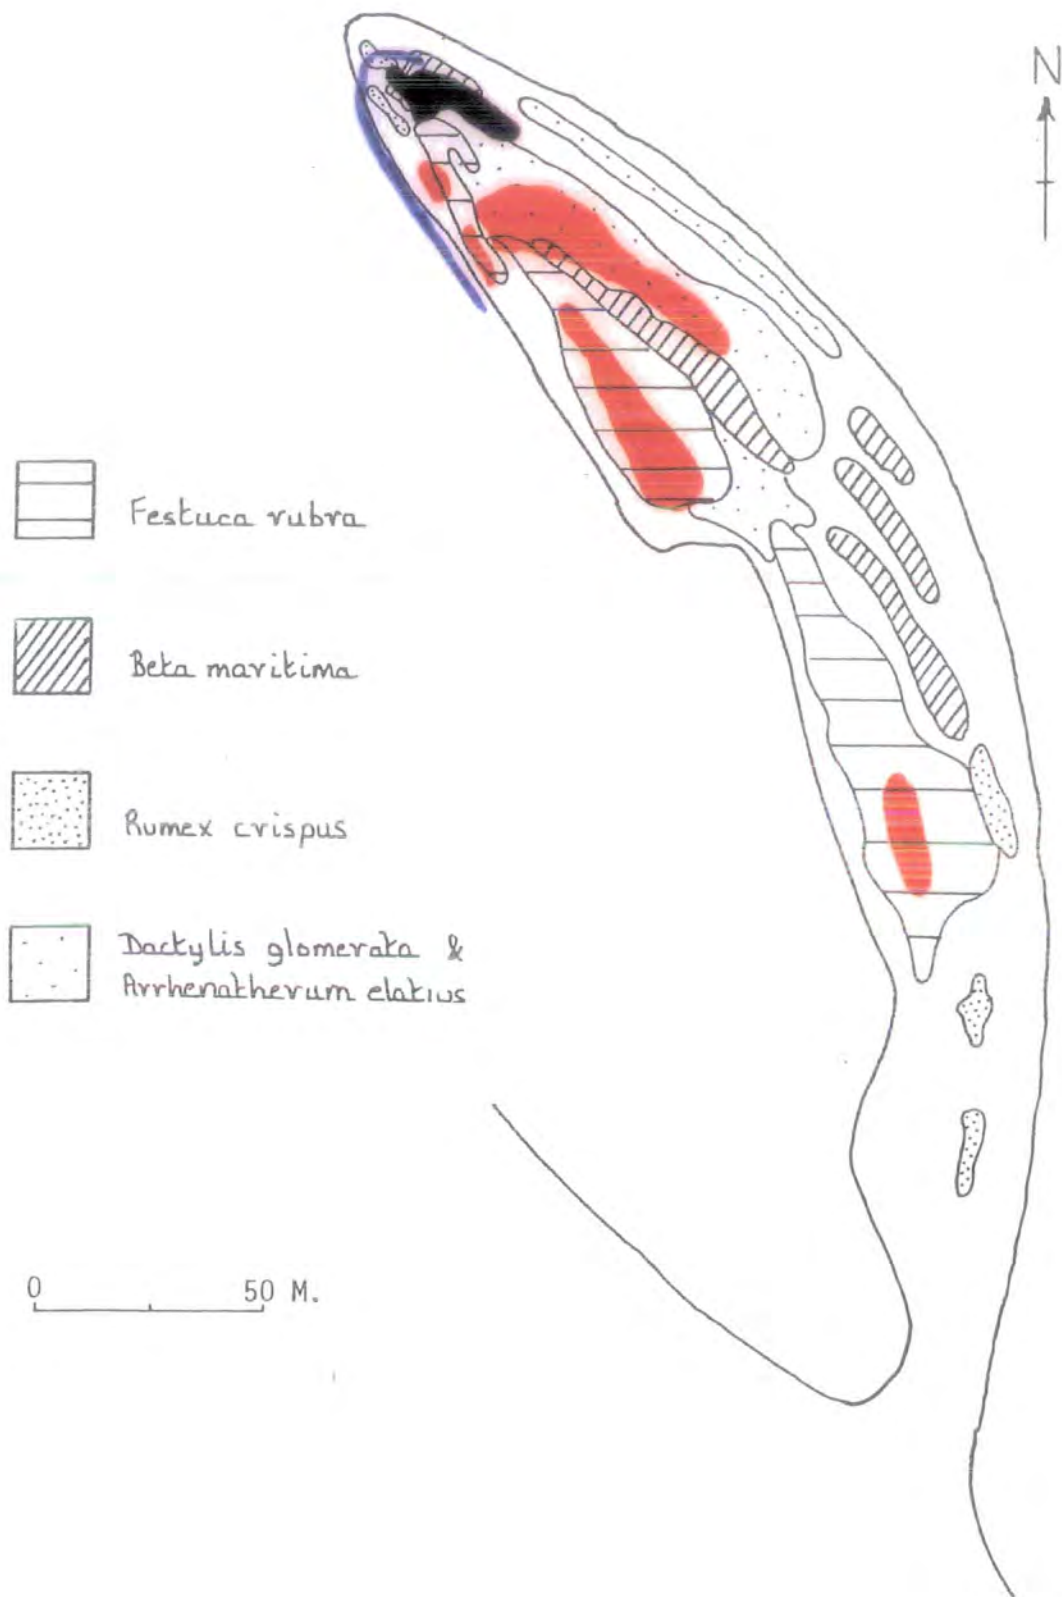 N
Festuca rubra
Beta maritima
Rumex crispus
Dactylis glomerata &
Arrhenatherum elatius
0 50 M.